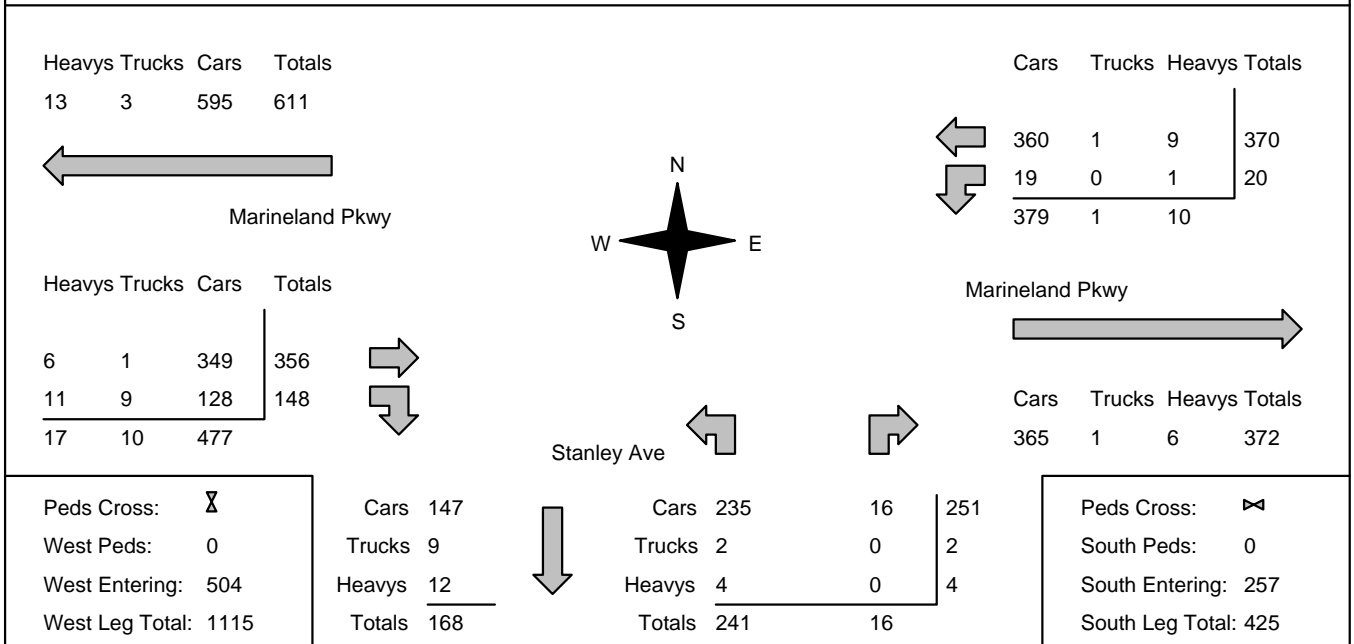 Heavys Trucks Cars Totals
13 3 595 611
Marineland Pkwy
Heavys Trucks Cars Totals
6 1 349 356
11 9 128 148
17 10 477
N
W E
S
Cars Trucks Heavys Totals
360 1 9 370
19 0 1 20
379 1 10
Marineland Pkwy
Cars Trucks Heavys Totals
365 1 6 372
Stanley Ave
Peds Cross:
West Peds: 0
West Entering: 504
West Leg Total: 1115
Cars 147
Trucks 9
Heavys 12
Totals 168
Cars 235 16 251
Trucks 2 0 2
Heavys 4 0 4
Totals 241 16
Peds Cross:
South Peds: 0
South Entering: 257
South Leg Total: 425